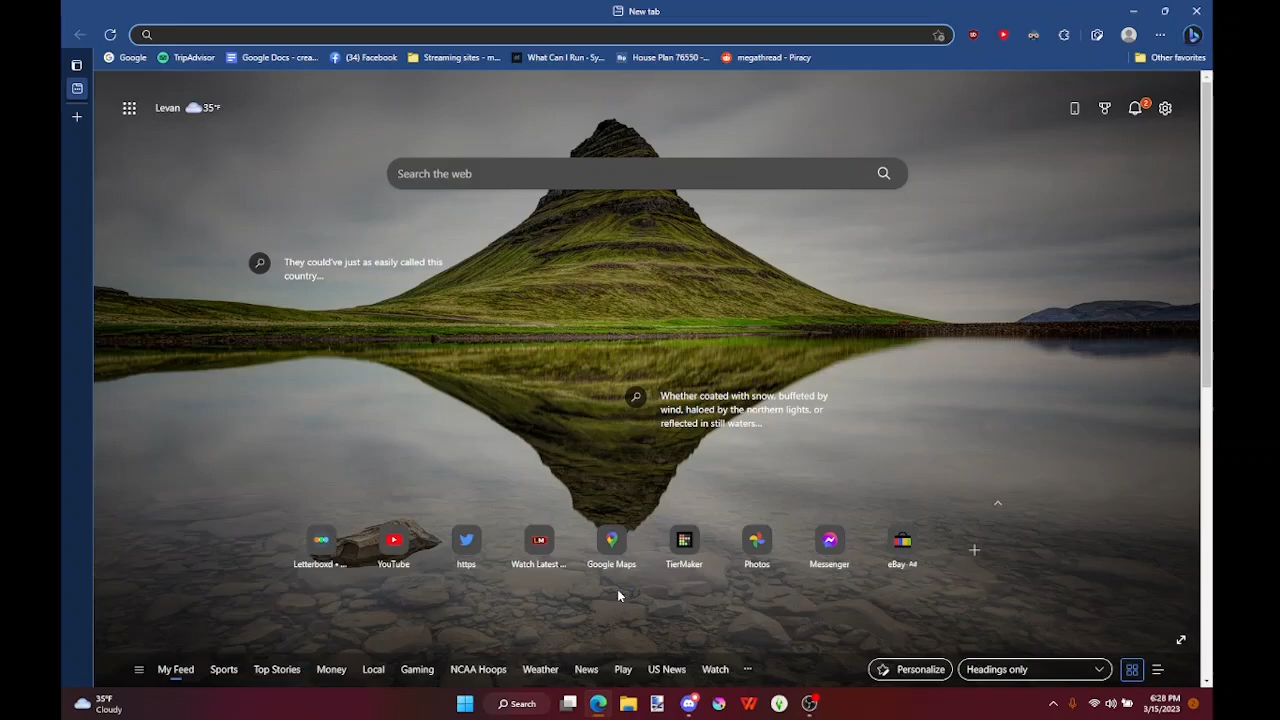 New tab
Google
TripAdvisor
Google Docs - crea...
(34) Facebook
Streaming sites - m...
What Can I Run - Sy...
House Plan 76550 -...
megathread - Piracy
Other favorites
Levan
35°F
2
Search the web
They could've just as easily called this
country...
Whether coated with snow, buffeted by
wind, haloed by the northern lights, or
reflected in still waters...
LM
Letterboxd • ...
YouTube
https
Watch Latest ...
Google Maps
TierMaker
Photos
Messenger
eBay · Ad
My Feed
Sports
Top Stories
Money
Local
Gaming
NCAA Hoops
Weather
News
Play
US News
Watch
...
Personalize
Headings only
35°F
Cloudy
Search
6:28 PM
3/15/2023
2